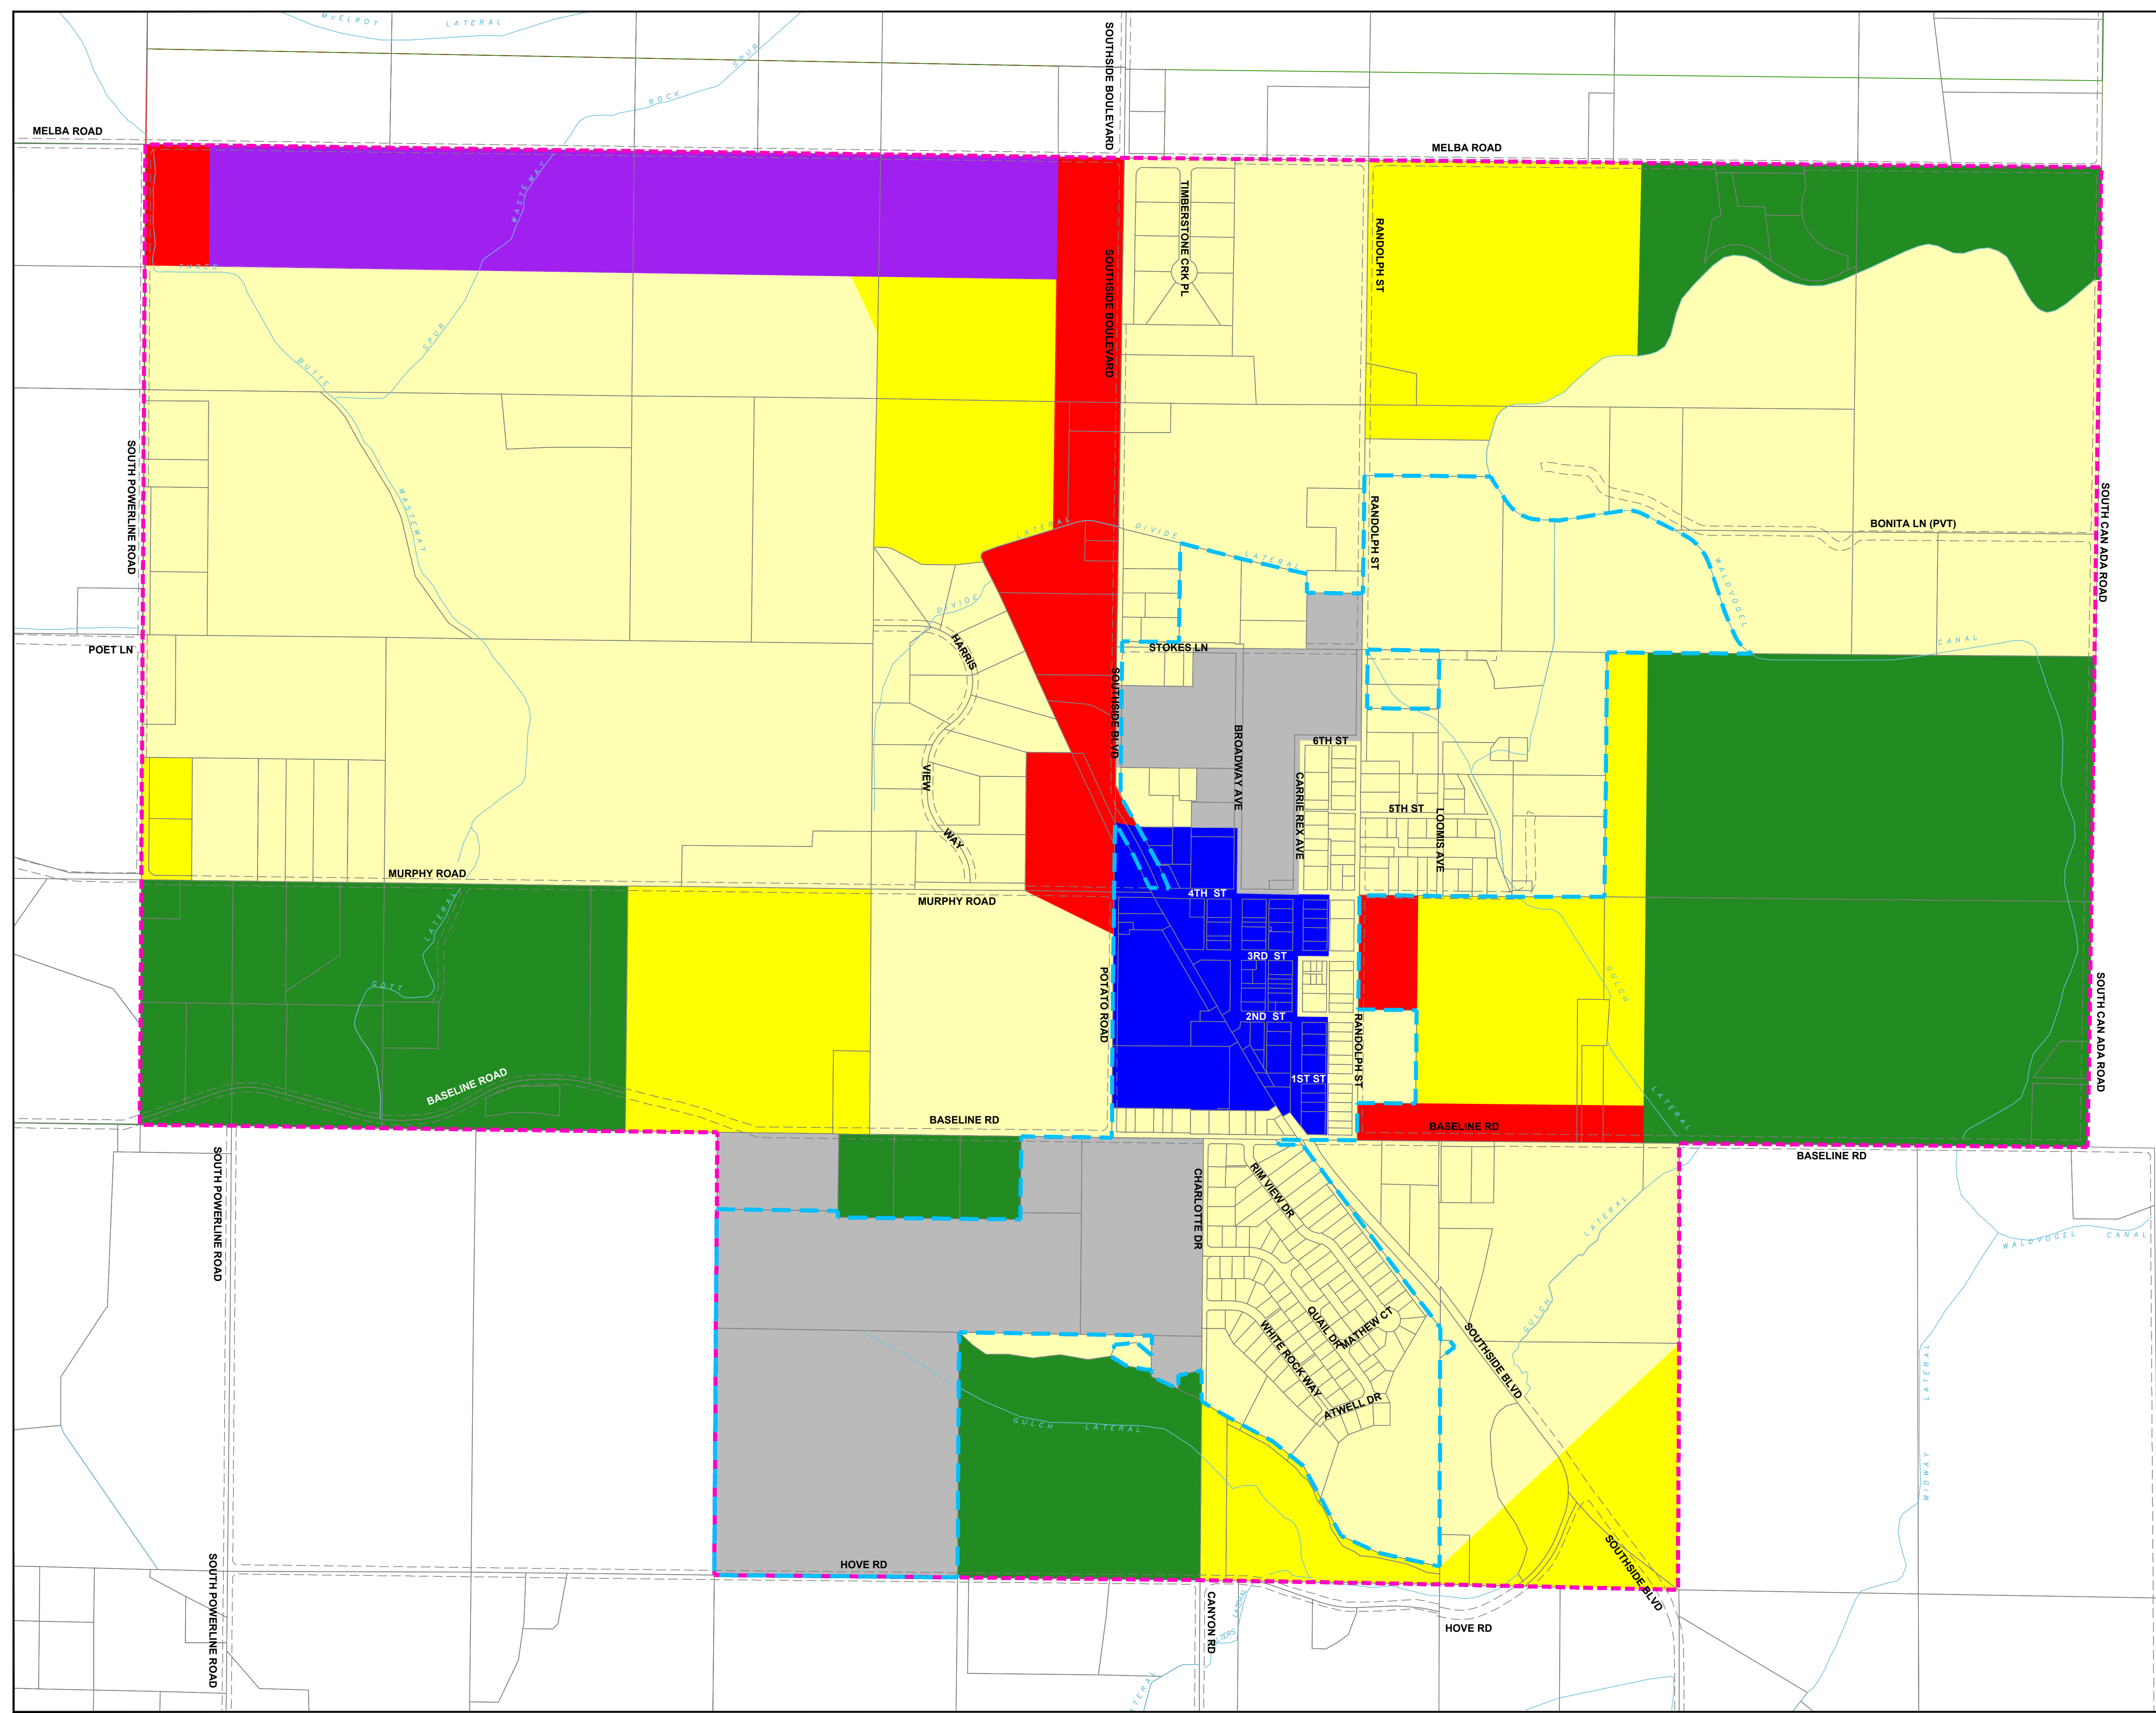 McELROY LATERAL
SPUR
ROCK
WASTEWAY
SOUTHSIDE BOULEVARD
MELBA ROAD
MELBA ROAD
TIMBERSTONE CRK PL
RANDOLPH ST
SOUTHSIDE BOULEVARD
THREE
BUTTE
SPUR
WASTEWAY
SOUTH POWERLINE ROAD
LATERAL
DIVIDE
LATERAL
RANDOLPH ST
BONITA LN (PVT)
SOUTH CAN ADA ROAD
WALDVOGEL
CANAL
DIVIDE
POET LN
HARRIS
VIEW
WAY
STOKES LN
SOUTHSIDE BLVD
BROADWAY AVE
6TH ST
CARRIE REX AVE
5TH ST
LOOMIS AVE
MURPHY ROAD
MURPHY ROAD
4TH ST
LATERAL
GOTT
3RD ST
POTATO ROAD
2ND ST
RANDOLPH ST
GULCH
LATERAL
SOUTH CAN ADA ROAD
BASELINE ROAD
1ST ST
BASELINE RD
BASELINE RD
BASELINE RD
SOUTH POWERLINE ROAD
CHARLOTTE DR
RIM VIEW DR
LATERAL
GULCH
WALDVOGEL CANAL
QUAIL DR
MATHEW CT
WHITE ROCK WAY
SOUTHSIDE BLVD
ATWELL DR
MIDWAY LATERAL
GULCH LATERAL
HOVE RD
SOUTH POWERLINE ROAD
SOUTHSIDE BLVD
CANYON RD
LATERAL
HOVE RD